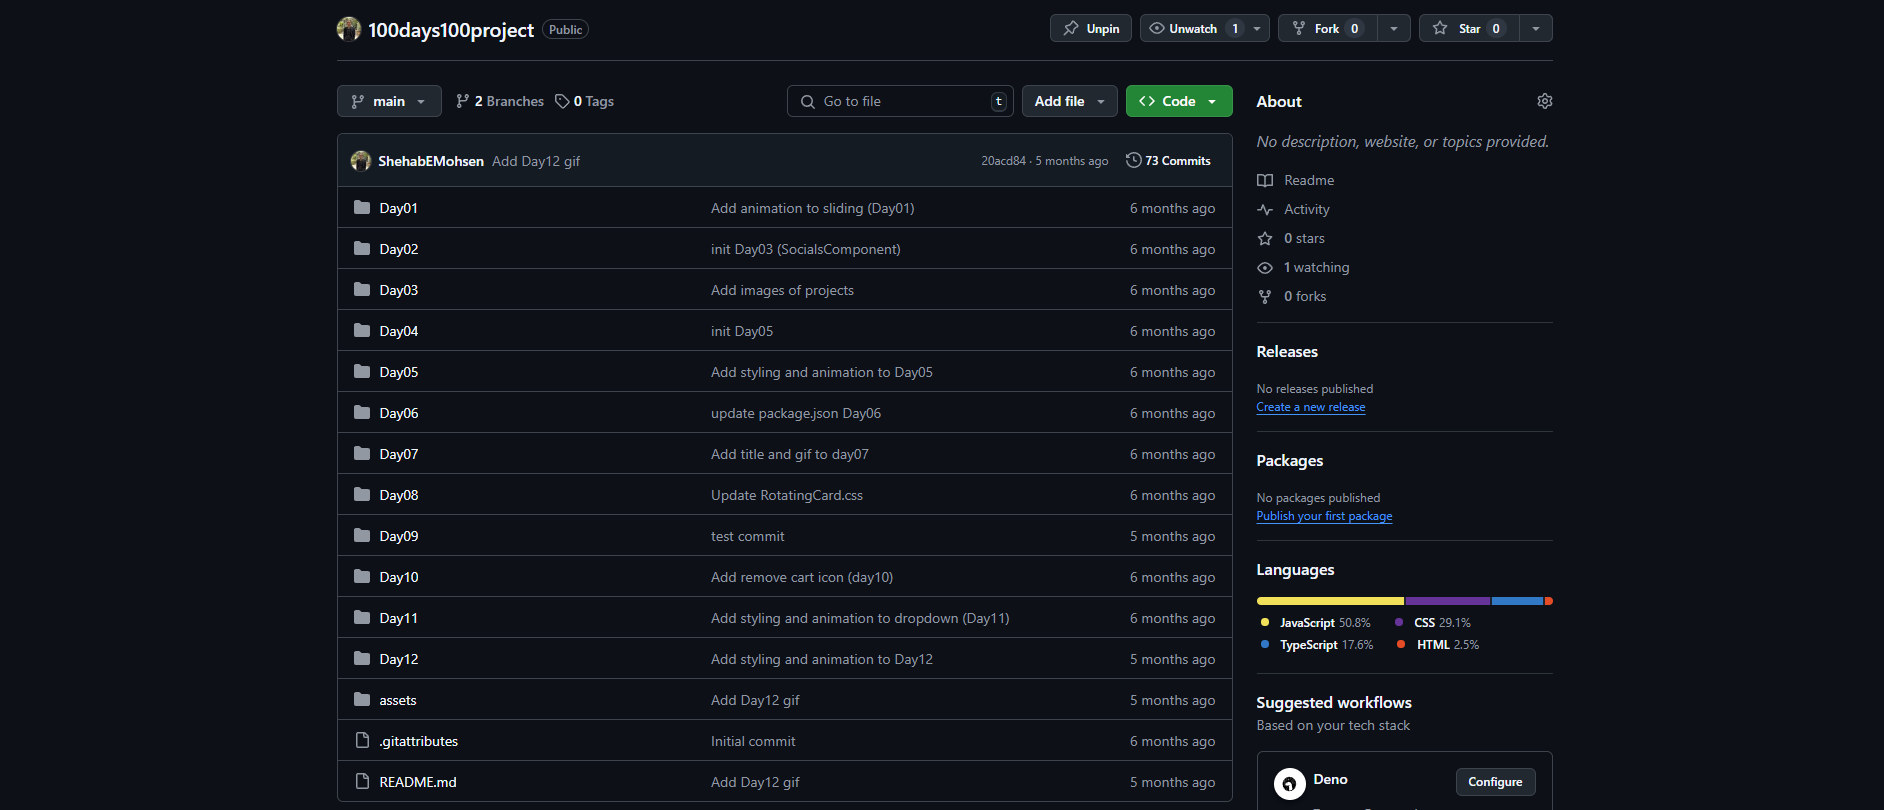 100days100project Public
Unpin Unwatch 1 Fork 0 Star 0
main 2 Branches 0 Tags Go to file t Add file Code
ShehabEMohsen Add Day12 gif 20acd84 · 5 months ago 73 Commits
Day01 Add animation to sliding (Day01) 6 months ago
Day02 init Day03 (SocialsComponent) 6 months ago
Day03 Add images of projects 6 months ago
Day04 init Day05 6 months ago
Day05 Add styling and animation to Day05 6 months ago
Day06 update package.json Day06 6 months ago
Day07 Add title and gif to day07 6 months ago
Day08 Update RotatingCard.css 6 months ago
Day09 test commit 5 months ago
Day10 Add remove cart icon (day10) 6 months ago
Day11 Add styling and animation to dropdown (Day11) 6 months ago
Day12 Add styling and animation to Day12 5 months ago
assets Add Day12 gif 5 months ago
.gitattributes Initial commit 6 months ago
README.md Add Day12 gif 5 months ago
About
No description, website, or topics provided.
Readme
Activity
0 stars
1 watching
0 forks
Releases
No releases published
Create a new release
Packages
No packages published
Publish your first package
Languages
JavaScript 50.8% CSS 29.1%
TypeScript 17.6% HTML 2.5%
Suggested workflows
Based on your tech stack
Deno Configure